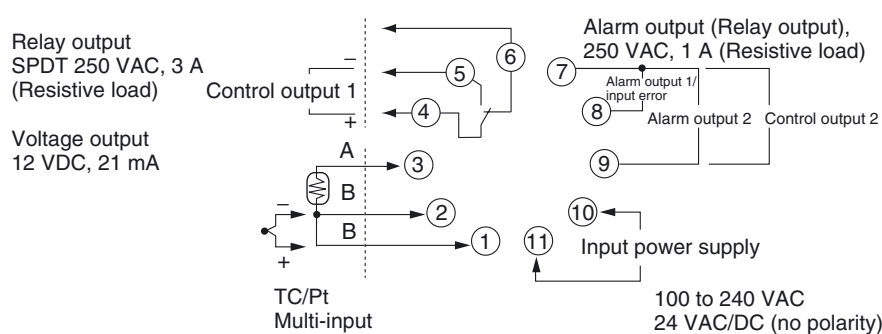 Relay output
SPDT 250 VAC, 3 A
(Resistive load)
Voltage output
12 VDC, 21 mA
Control output 1
–
+
6
5
4
A
3
B
–
2
B
1
+
TC/Pt
Multi-input
Alarm output (Relay output),
250 VAC, 1 A (Resistive load)
7
Alarm output 1/
input error
8
Alarm output 2
Control output 2
9
10
11
Input power supply
100 to 240 VAC
24 VAC/DC (no polarity)